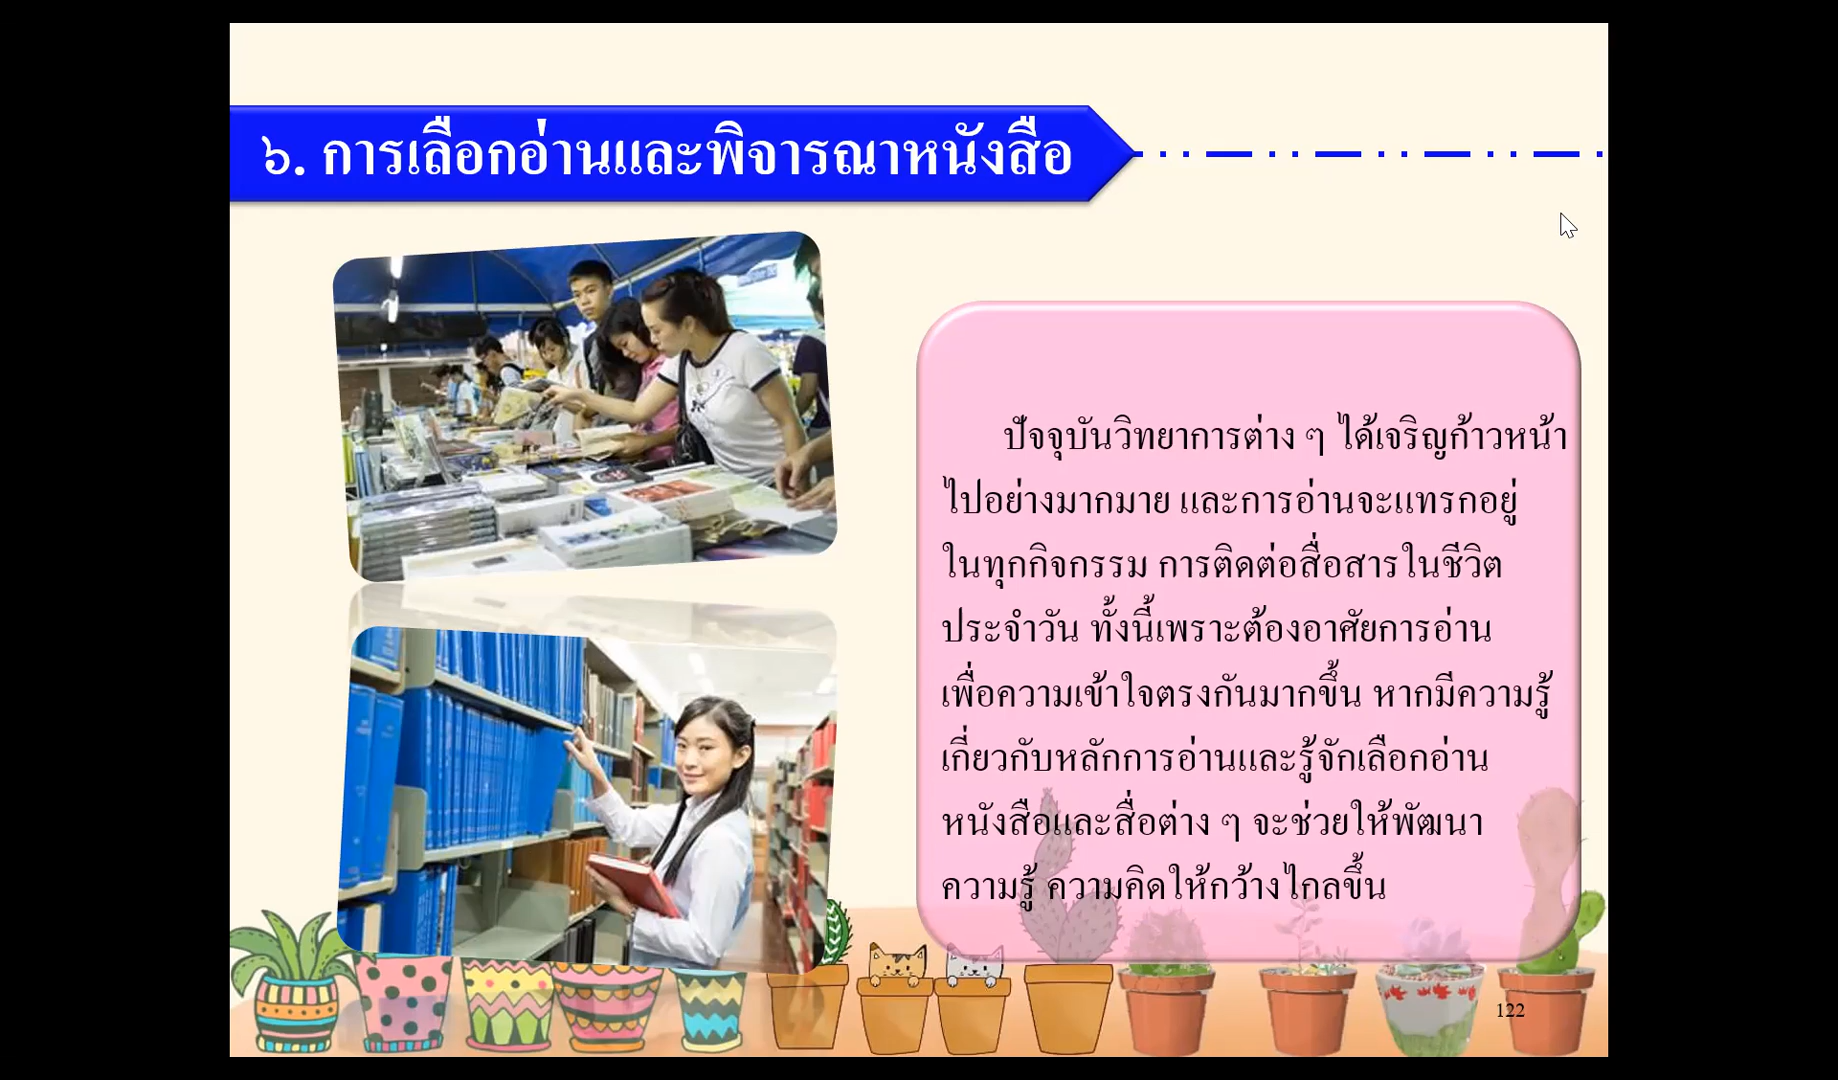 ๖. การเลือกอ่านและพิจารณาหนังสือ
ปัจจุบันวิทยาการต่าง ๆ ได้เจริญก้าวหน้า
ไปอย่างมากมาย และการอ่านจะแทรกอยู่
ในทุกกิจกรรม การติดต่อสื่อสารในชีวิต
ประจำวัน ทั้งนี้เพราะต้องอาศัยการอ่าน
เพื่อความเข้าใจตรงกันมากขึ้น หากมีความรู้
เกี่ยวกับหลักการอ่านและรู้จักเลือกอ่าน
หนังสือและสื่อต่าง ๆ จะช่วยให้พัฒนา
ความรู้ ความคิดให้กว้างไกลขึ้น
122